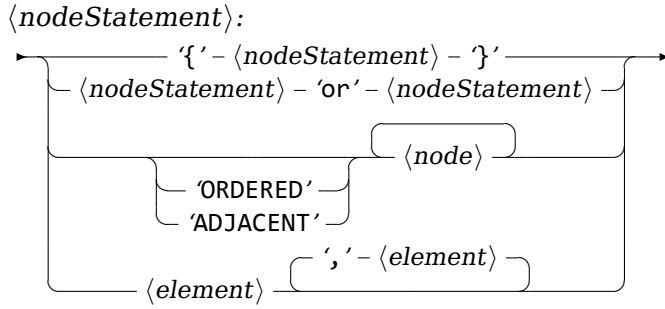 ⟨nodeStatement⟩:
‘{’ – ⟨nodeStatement⟩ – ‘}’
⟨nodeStatement⟩ – ‘or’ – ⟨nodeStatement⟩
⟨node⟩
‘ORDERED’
‘ADJACENT’
‘,’ – ⟨element⟩
⟨element⟩